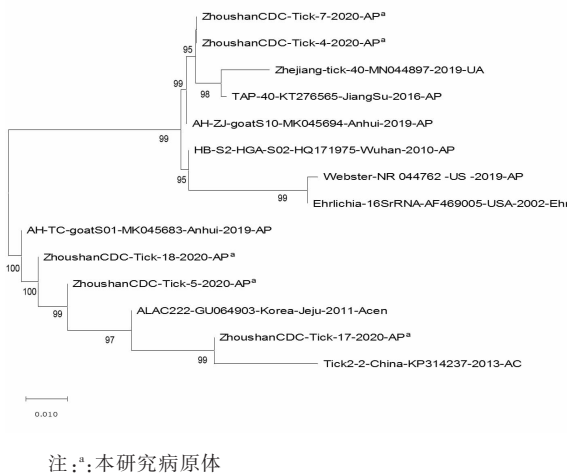 ZhoushanCDC-Tick-7-2020-APª
ZhoushanCDC-Tick-4-2020-APª
95
Zhejiang-tick-40-MN044897-2019-UA
99
98
TAP-40-KT276565-JiangSu-2016-AP
AH-ZJ-goatS10-MK045694-Anhui-2019-AP
99
HB-S2-HGA-S02-HQ171975-Wuhan-2010-AP
95
Webster-NR 044762 -US -2019-AP
99
Ehrlichia-16SrRNA-AF469005-USA-2002-Ehr
AH-TC-goatS01-MK045683-Anhui-2019-AP
ZhoushanCDC-Tick-18-2020-APª
100
ZhoushanCDC-Tick-5-2020-APª
100
ALAC222-GU064903-Korea-Jeju-2011-Acen
99
ZhoushanCDC-Tick-17-2020-APª
97
99
Tick2-2-China-KP314237-2013-AC
0.010
注:ª:本研究病原体